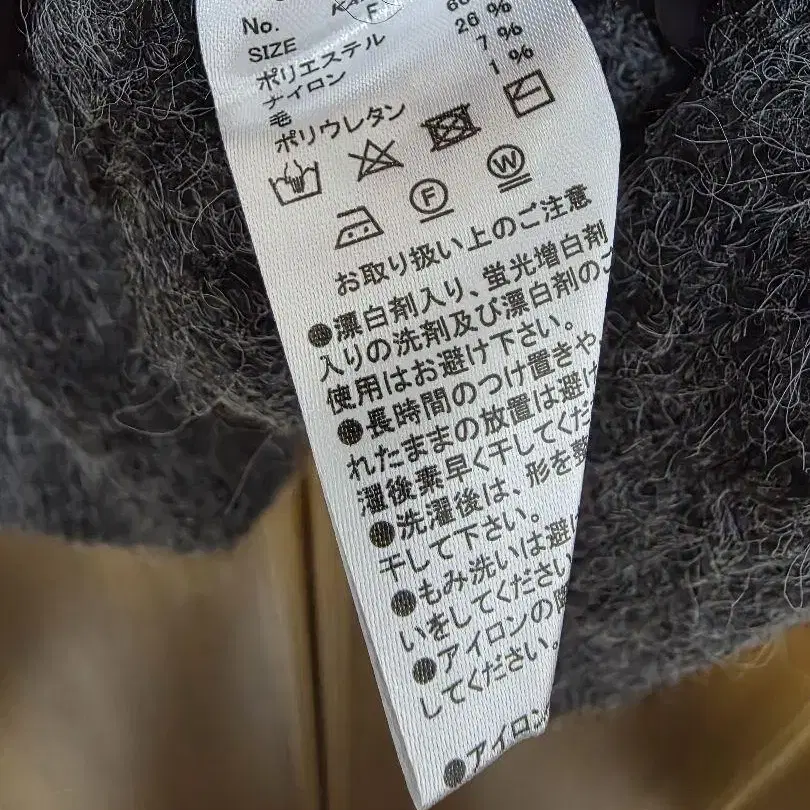 No.
SIZE F
ポリエステル
ナイロン 26 %
毛 7 %
ポリウレタン 1 %
F W
お取り扱い上のご注意
●漂白剤入り、蛍光増白剤
入りの洗剤及び漂白剤のご
使用はお避け下さい。
●長時間のつけ置きや
れたままの放置は避け
濯後素早く干してくだ
●洗濯後は、形を整
干して下さい。
●もみ洗いは避け
いをしてください
●アイロンの
してください。
●アイロン